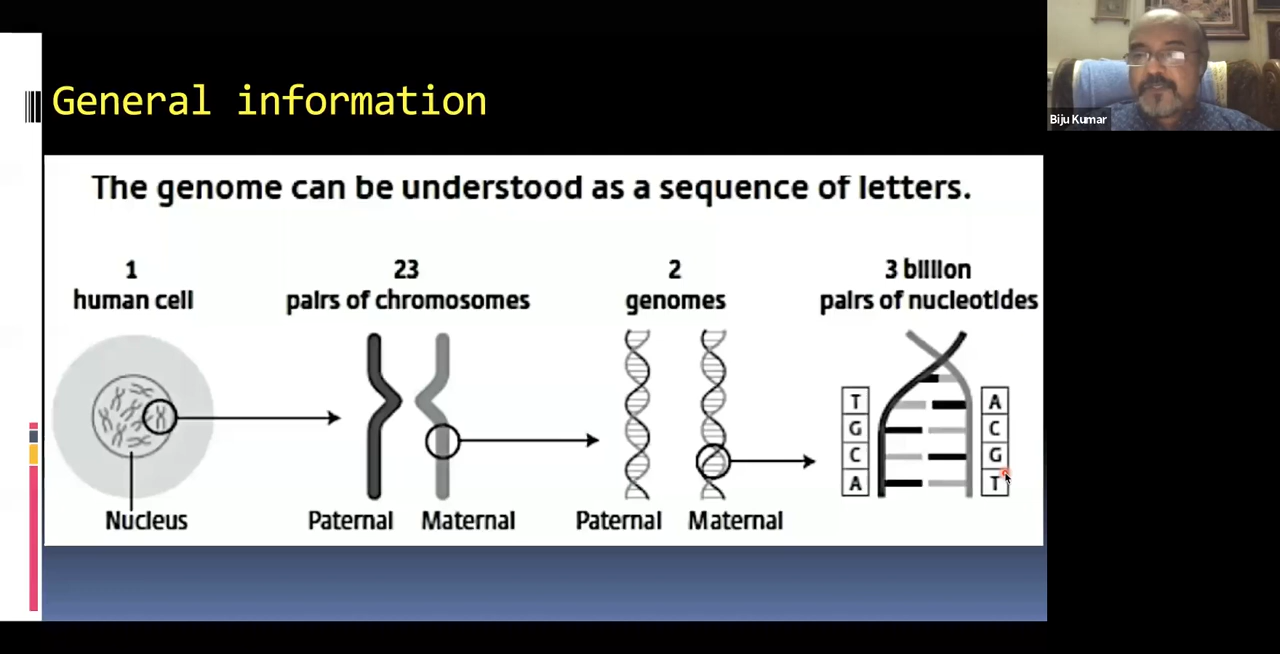 General information
Biju Kumar
The genome can be understood as a sequence of letters.
1
human cell
23
pairs of chromosomes
2
genomes
3 billion
pairs of nucleotides
T
G
C
A
A
C
G
T
Nucleus
Paternal
Maternal
Paternal
Maternal